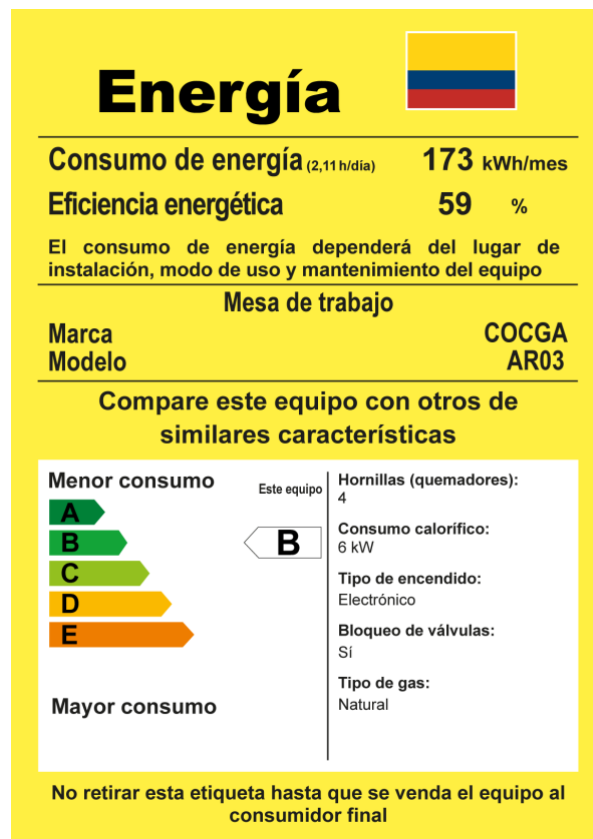 Energía
Consumo de energía (2,11 h/día) 173 kWh/mes
Eficiencia energética 59 %
El consumo de energía dependerá del lugar de
instalación, modo de uso y mantenimiento del equipo
Mesa de trabajo
Marca COCGA
Modelo AR03
Compare este equipo con otros de
similares características
Menor consumo
Este equipo
A
B
B
C
D
E
Mayor consumo
Hornillas (quemadores):
4
Consumo calorífico:
6 kW
Tipo de encendido:
Electrónico
Bloqueo de válvulas:
Sí
Tipo de gas:
Natural
No retirar esta etiqueta hasta que se venda el equipo al
consumidor final